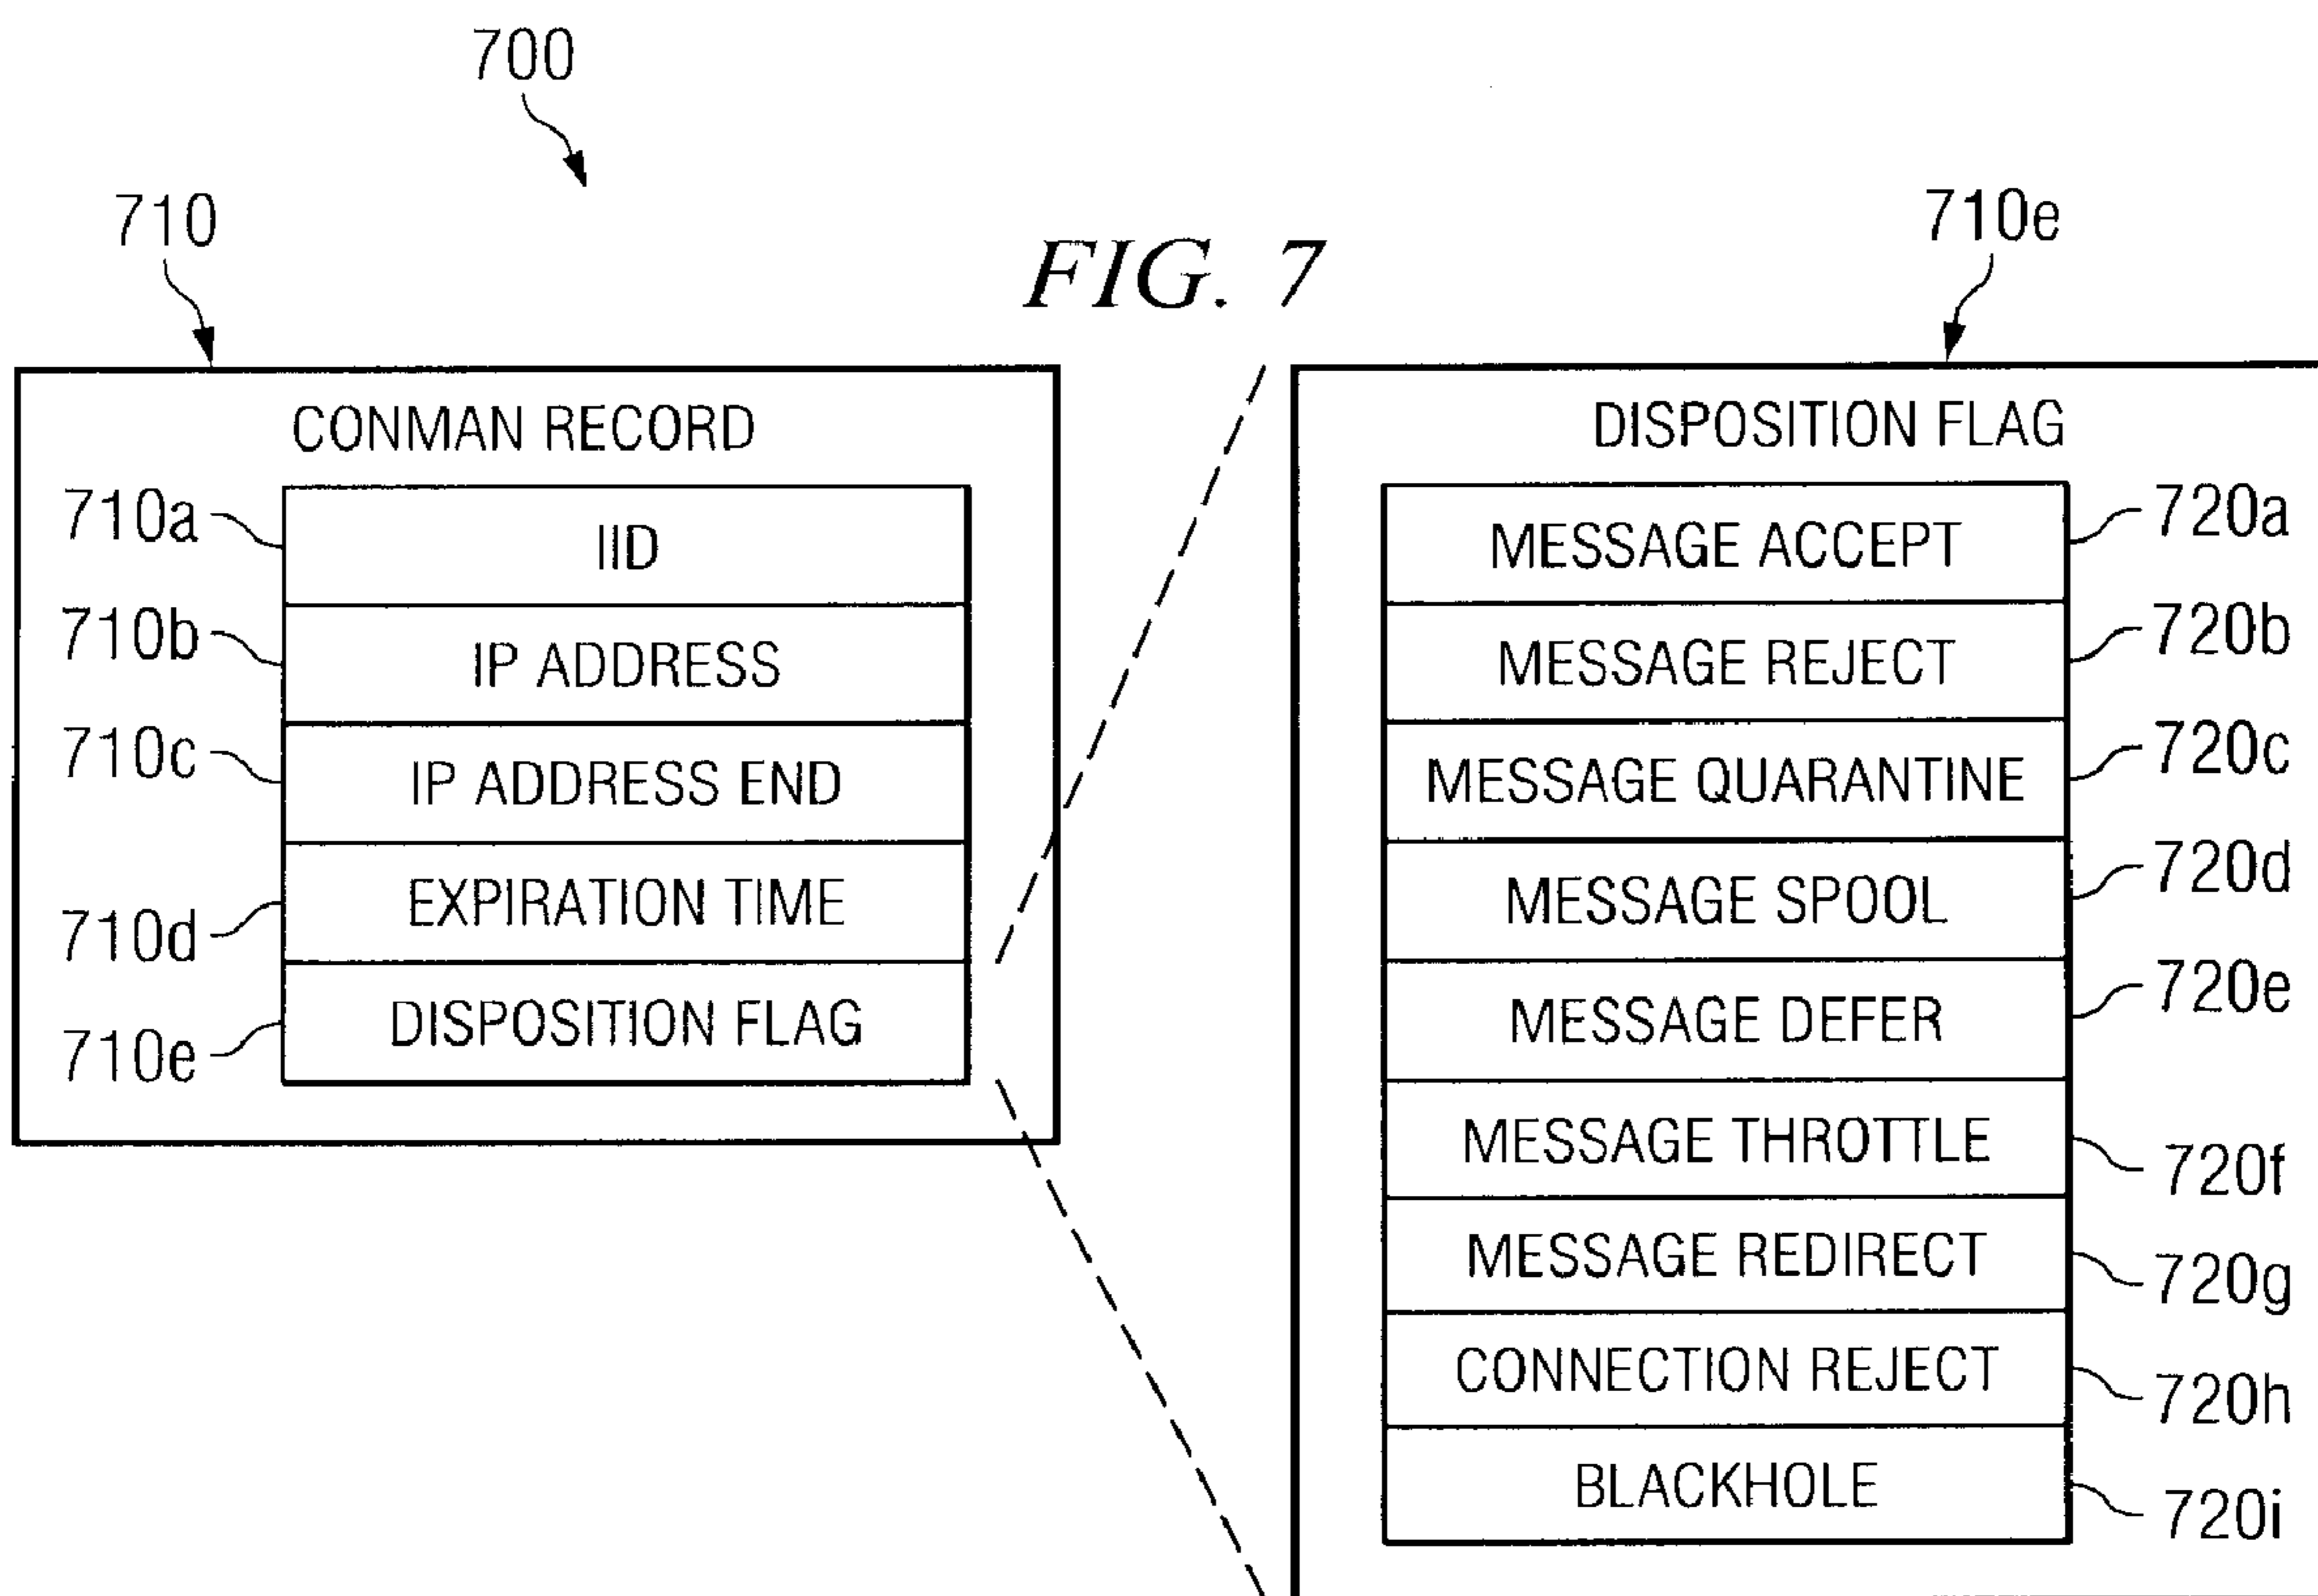 700
710
FIG. 7
710e
CONMAN RECORD
710a
IID
710b
IP ADDRESS
710c
IP ADDRESS END
710d
EXPIRATION TIME
710e
DISPOSITION FLAG
DISPOSITION FLAG
MESSAGE ACCEPT
720a
MESSAGE REJECT
720b
MESSAGE QUARANTINE
720c
MESSAGE SPOOL
720d
MESSAGE DEFER
720e
MESSAGE THROTTLE
720f
MESSAGE REDIRECT
720g
CONNECTION REJECT
720h
BLACKHOLE
720i